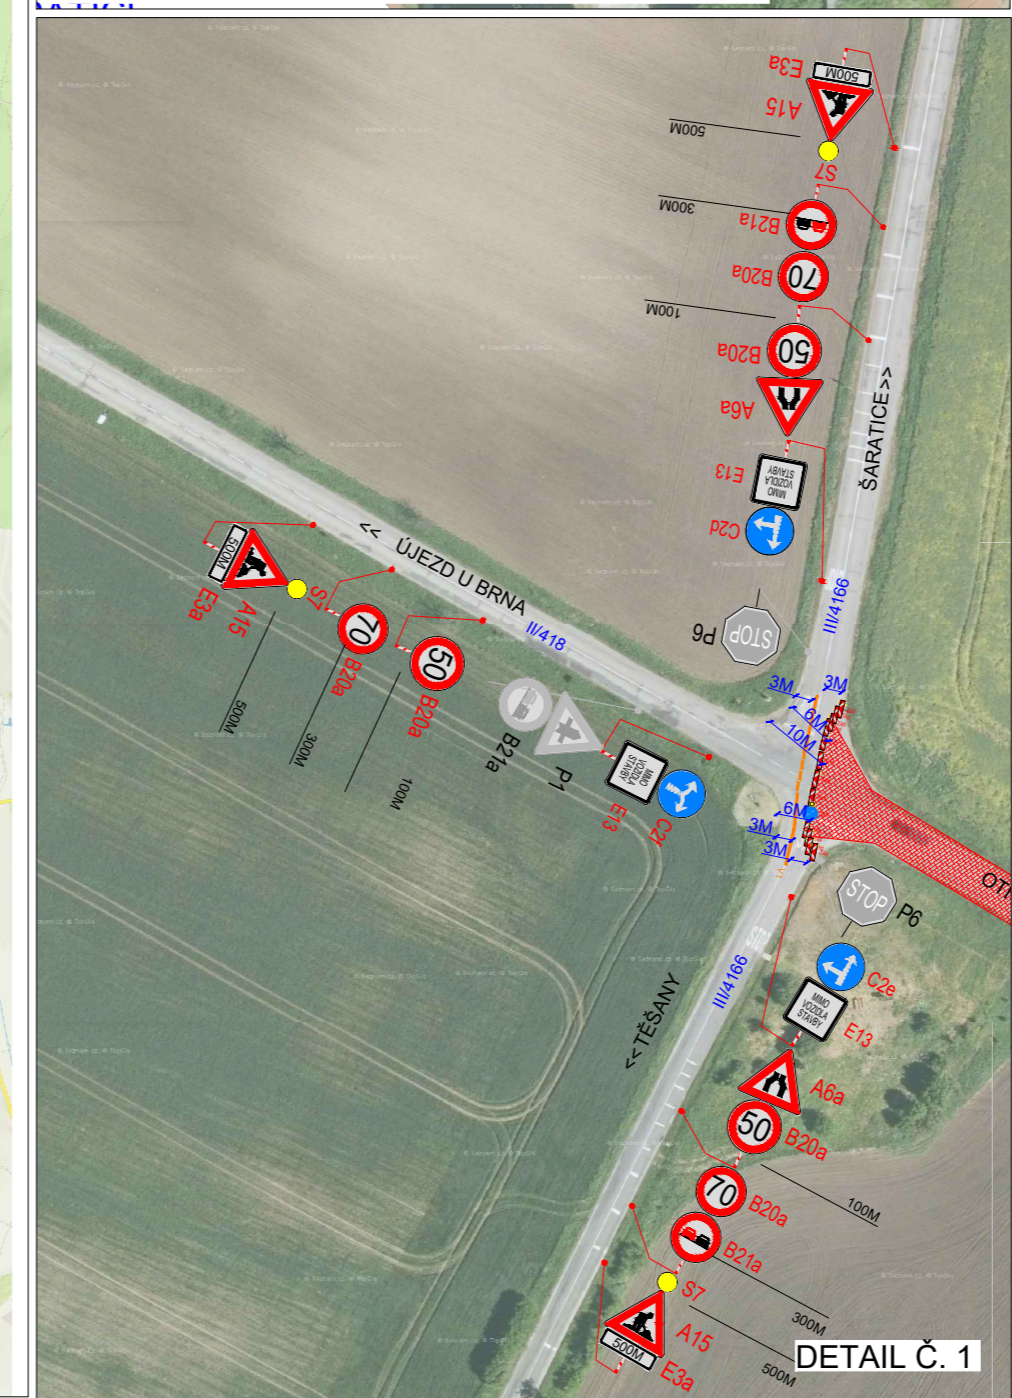 E3a
500M
A15
500M
S7
300M
B21a
B20a
70
100M
B20a
50
A6a
ŠARATICE>>
E13
MIMO
VOZIDLA
STAVBY
C2d
P6
STOP
III/4166
<< ÚJEZD U BRNA
II/418
500M
E3a
A15
S7
70
B20a
50
B20a
500M
300M
100M
B21a
P1
MIMO
VOZIDLA
STAVBY
E13
C2f
3M
3M
6M
10M
6M
3M
3M
STOP
P6
C2e
MIMO
VOZIDLA
STAVBY
E13
III/4166
<<TĚŠANY
A6a
50
B20a
100M
70
B20a
B21a
S7
300M
A15
500M
E3a
500M
DETAIL Č. 1